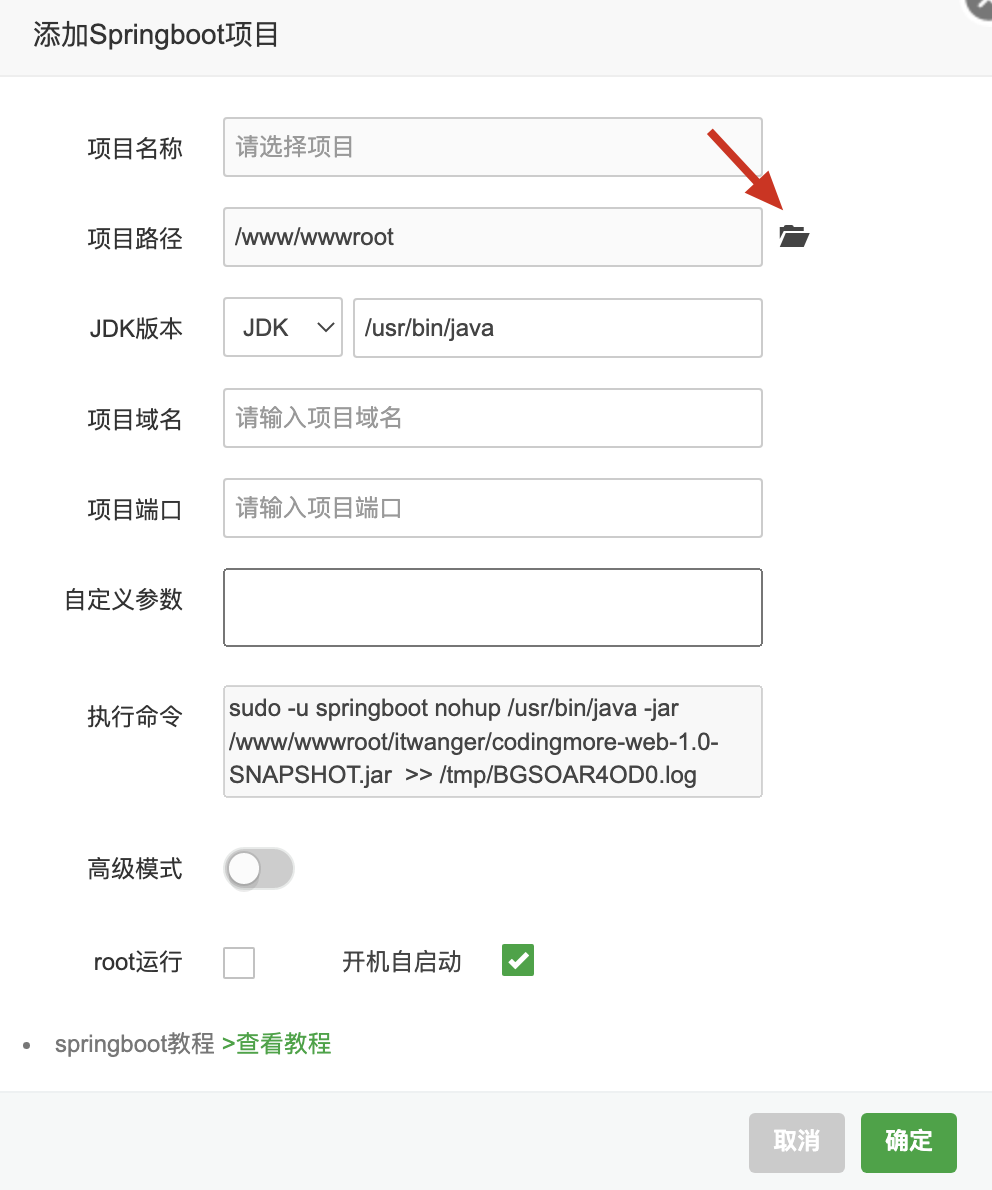 添加Springboot项目
项目名称 请选择项目
项目路径 /www/wwwroot
JDK版本 JDK /usr/bin/java
项目域名 请输入项目域名
项目端口 请输入项目端口
自定义参数
执行命令 sudo -u springboot nohup /usr/bin/java -jar
/www/wwwroot/itwanger/codingmore-web-1.0-
SNAPSHOT.jar >> /tmp/BGSOAR4OD0.log
高级模式
root运行 开机自启动
springboot教程 >查看教程
取消 确定